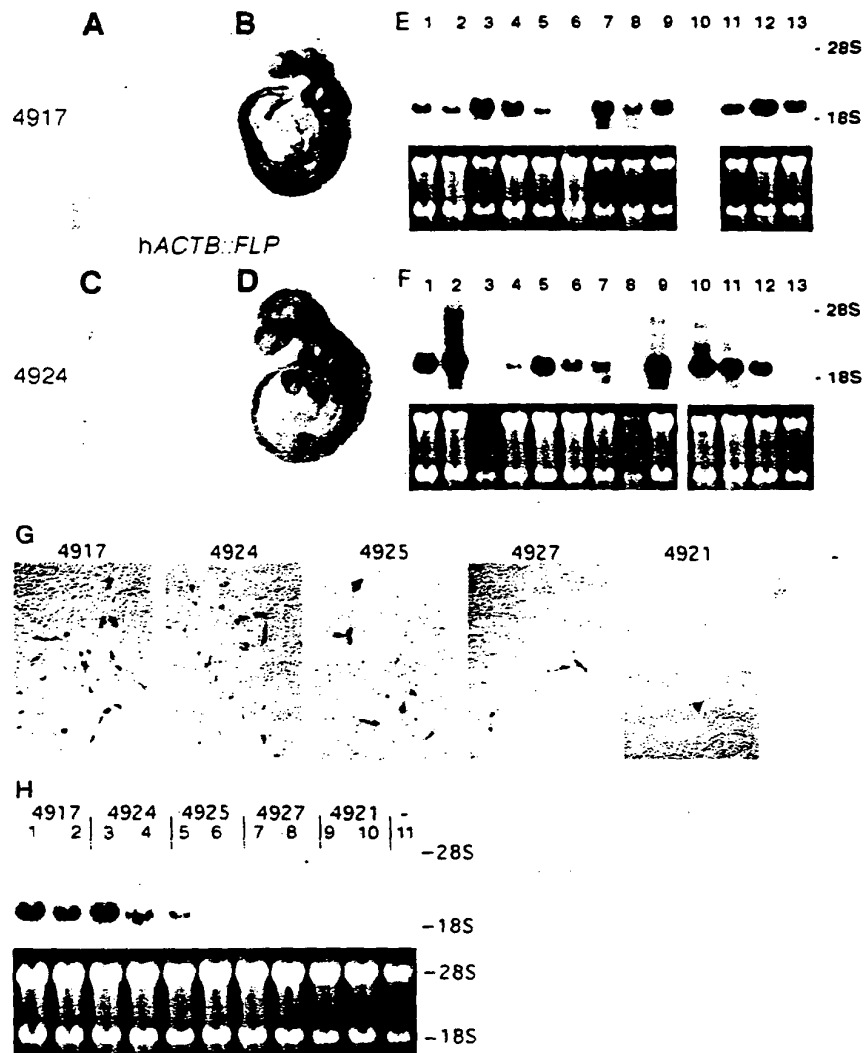 A B E 1 2 3 4 5 6 7 8 9 10 11 12 13
- 28S
4917
- 18S
hACTB::FLP
C D F 1 2 3 4 5 6 7 8 9 10 11 12 13
- 28S
4924
- 18S
G
4917 4924 4925 4927 4921 -
H
4917 4924 4925 4927 4921 -
1 2 3 4 5 6 7 8 9 10 11
-28S
-18S
-28S
-18S